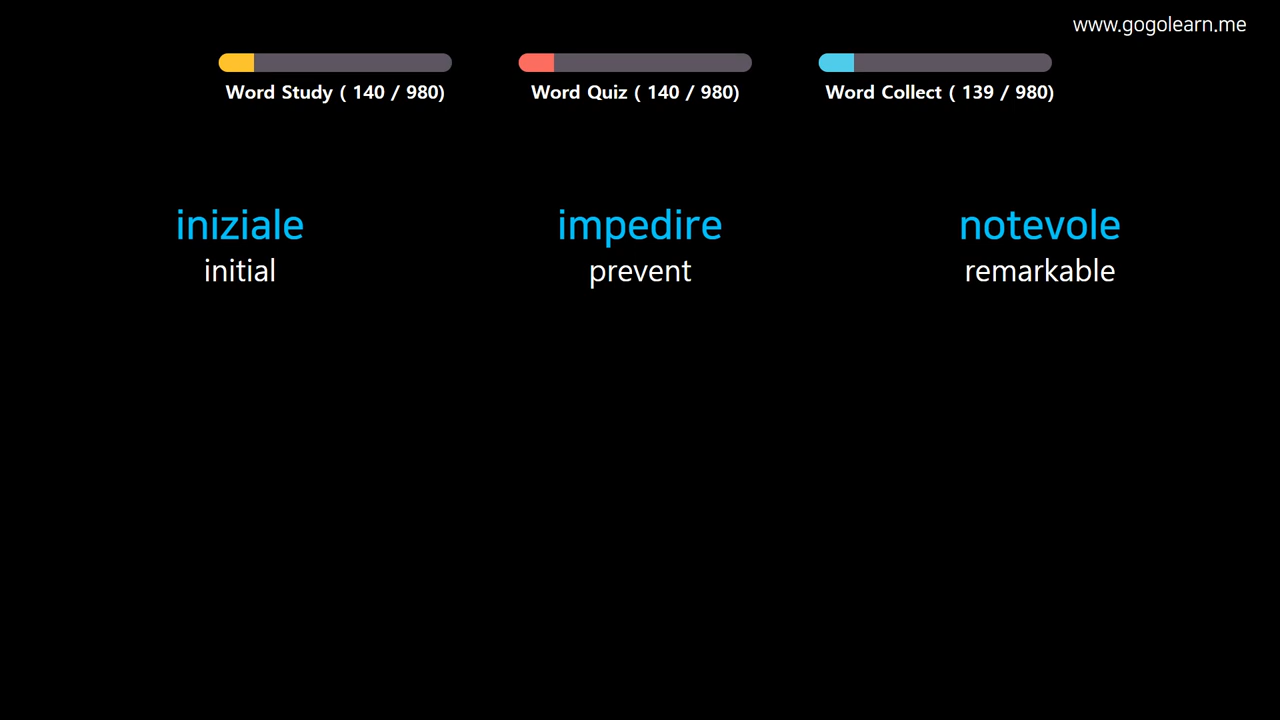 www.gogolearn.me
Word Study ( 140 / 980)
Word Quiz ( 140 / 980)
Word Collect ( 139 / 980)
iniziale
initial
impedire
prevent
notevole
remarkable